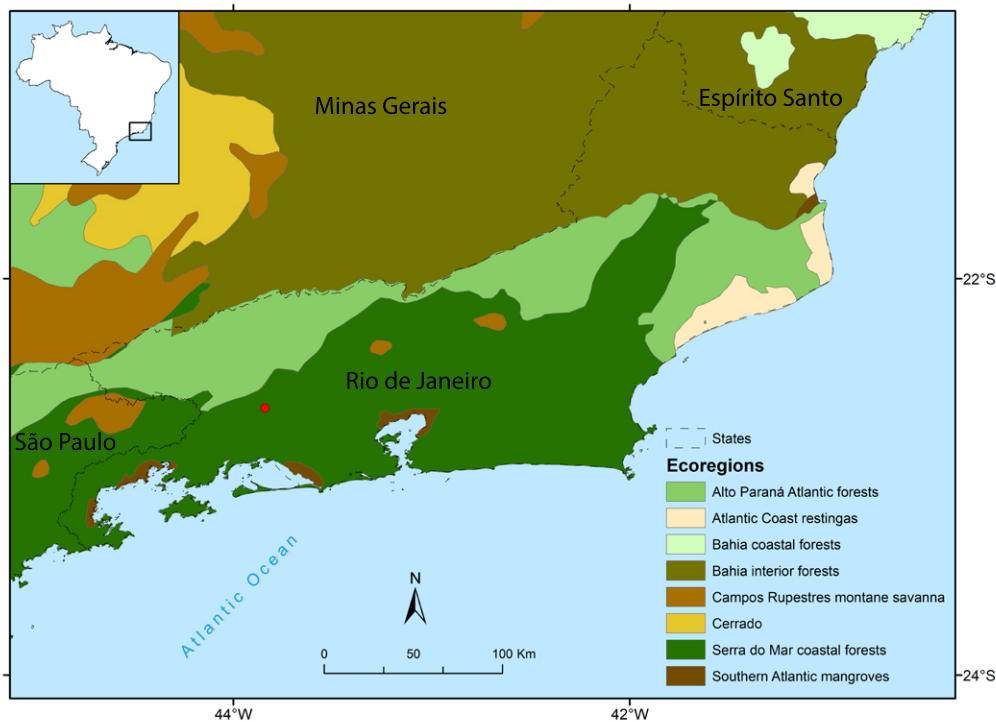 Minas Gerais
Espírito Santo
22°S
Rio de Janeiro
São Paulo
States
Ecoregions
Alto Paraná Atlantic forests
Atlantic Coast restingas
Bahia coastal forests
Bahia interior forests
Campos Rupestres montane savanna
Cerrado
Serra do Mar coastal forests
Southern Atlantic mangroves
Atlantic Ocean
N
0 50 100 Km
24°S
44°W 42°W